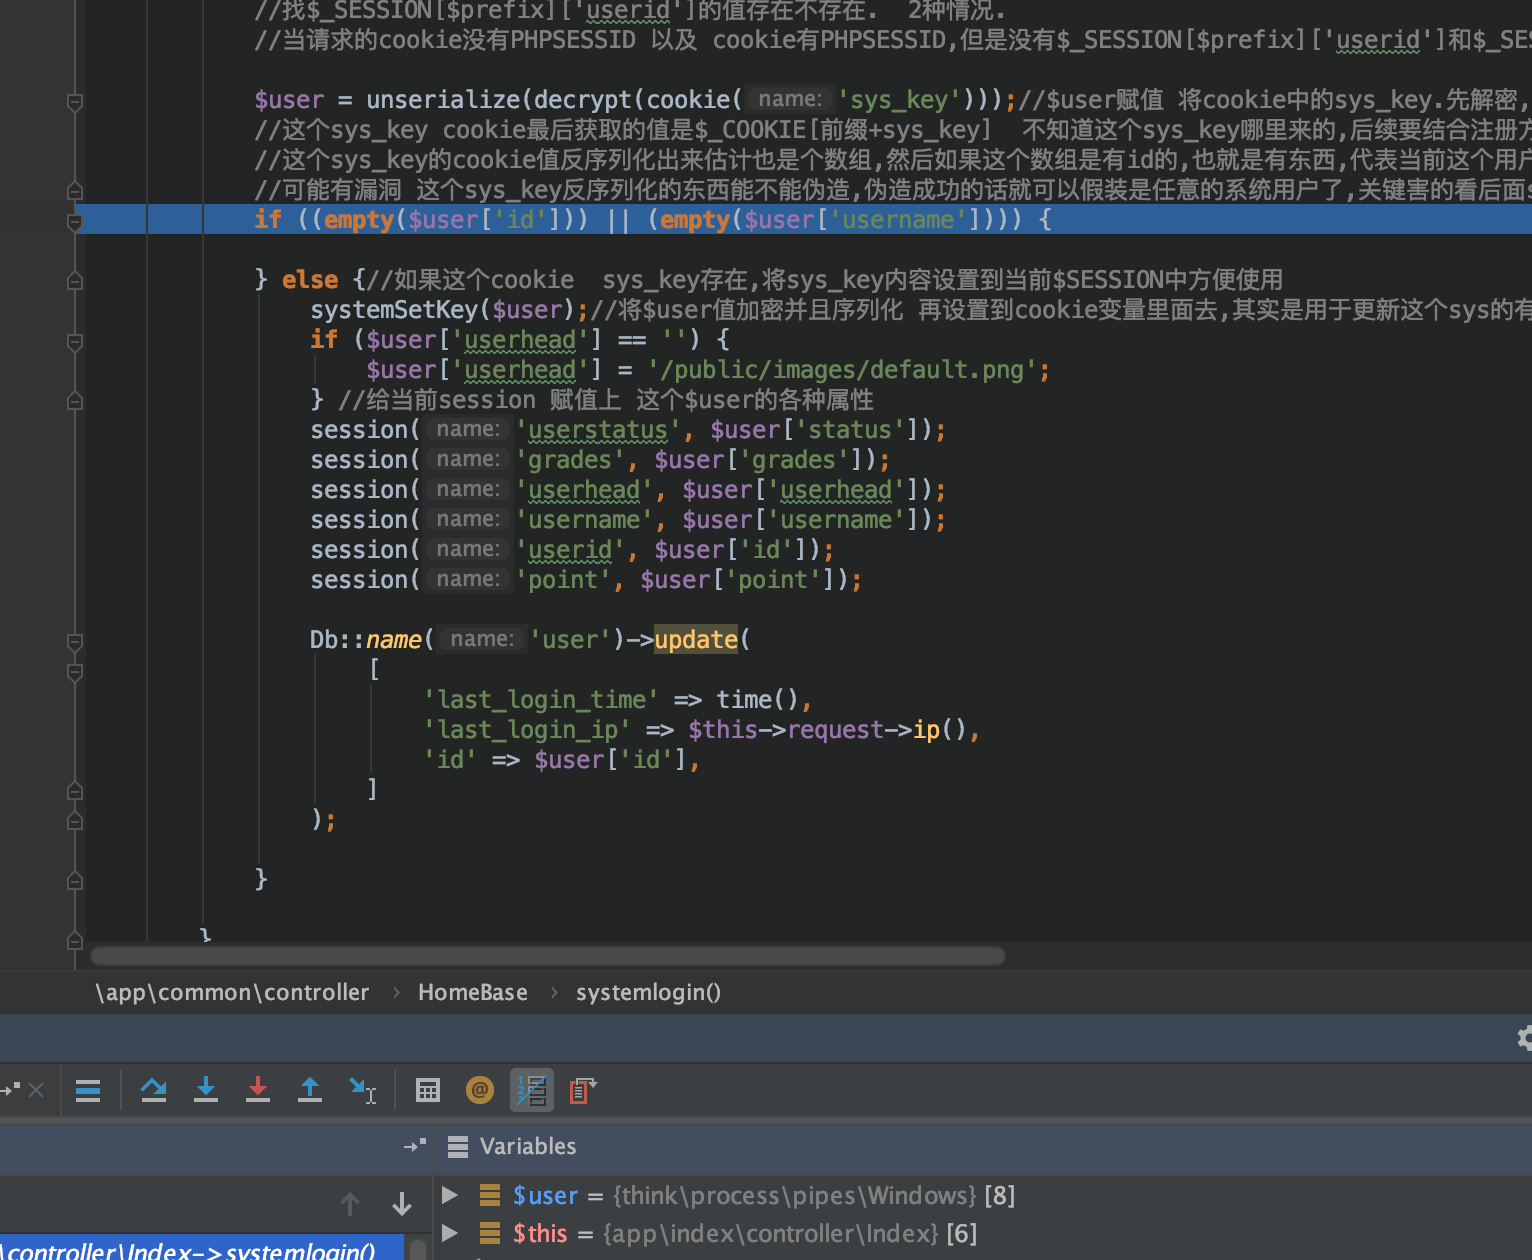 //找$_SESSION[$prefix]['userid']的值存在不存在. 2种情况.
//当请求的cookie没有PHPSESSID 以及 cookie有PHPSESSID,但是没有$_SESSION[$prefix]['userid']和$_SES
$user = unserialize(decrypt(cookie( name: 'sys_key')));//$user赋值 将cookie中的sys_key.先解密,
//这个sys_key cookie最后获取的值是$_COOKIE[前缀+sys_key] 不知道这个sys_key哪里来的,后续要结合注册方
//这个sys_key的cookie值反序列化出来估计也是个数组,然后如果这个数组是有id的,也就是有东西,代表当前这个用户
//可能有漏洞 这个sys_key反序列化的东西能不能伪造,伪造成功的话就可以假装是任意的系统用户了,关键害的看后面s
if ((empty($user['id'])) || (empty($user['username']))) {
} else {//如果这个cookie  sys_key存在,将sys_key内容设置到当前$SESSION中方便使用
systemSetKey($user);//将$user值加密并且序列化 再设置到cookie变量里面去,其实是用于更新这个sys的有
if ($user['userhead'] == '') {
$user['userhead'] = '/public/images/default.png';
} //给当前session 赋值上 这个$user的各种属性
session( name: 'userstatus', $user['status']);
session( name: 'grades', $user['grades']);
session( name: 'userhead', $user['userhead']);
session( name: 'username', $user['username']);
session( name: 'userid', $user['id']);
session( name: 'point', $user['point']);
Db::name( name: 'user')->update(
[
'last_login_time' => time(),
'last_login_ip' => $this->request->ip(),
'id' => $user['id'],
]
);
}
}
\app\common\controller › HomeBase › systemlogin()
Variables
$user = {think\process\pipes\Windows} [8]
$this = {app\index\controller\Index} [6]
\controller\Index->systemlogin()